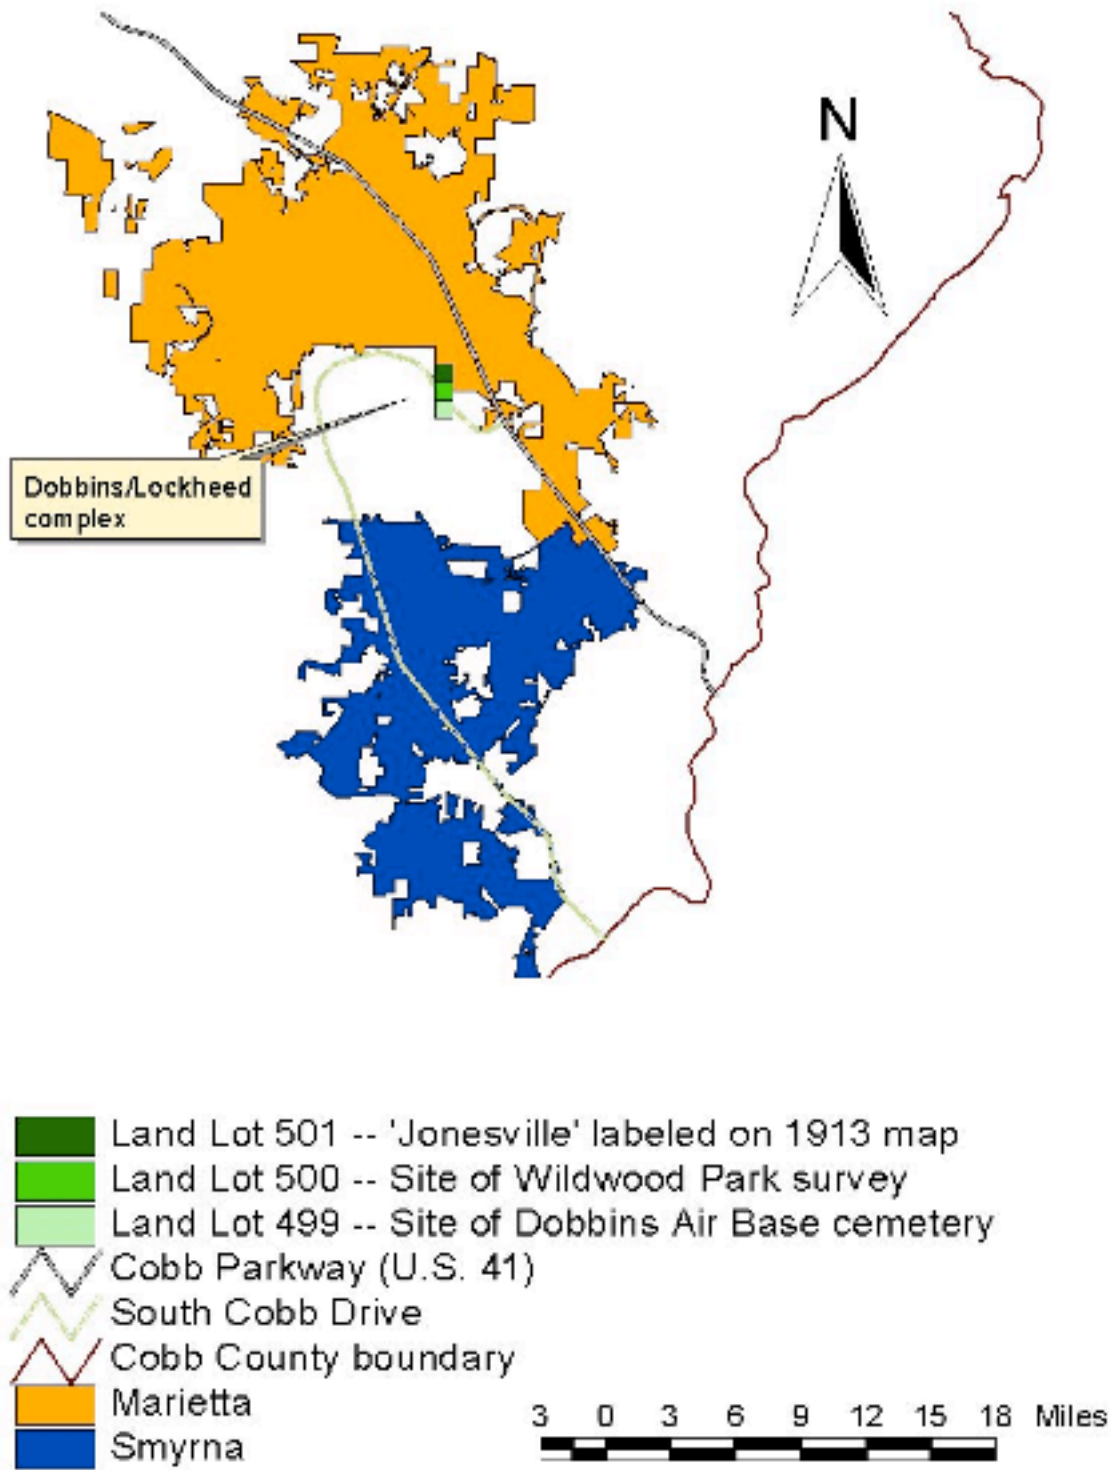 N
Dobbins/Lockheed
complex
Land Lot 501 -- 'Jonesville' labeled on 1913 map
Land Lot 500 -- Site of Wildwood Park survey
Land Lot 499 -- Site of Dobbins Air Base cemetery
Cobb Parkway (U.S. 41)
South Cobb Drive
Cobb County boundary
Marietta
Smyrna
3 0 3 6 9 12 15 18 Miles